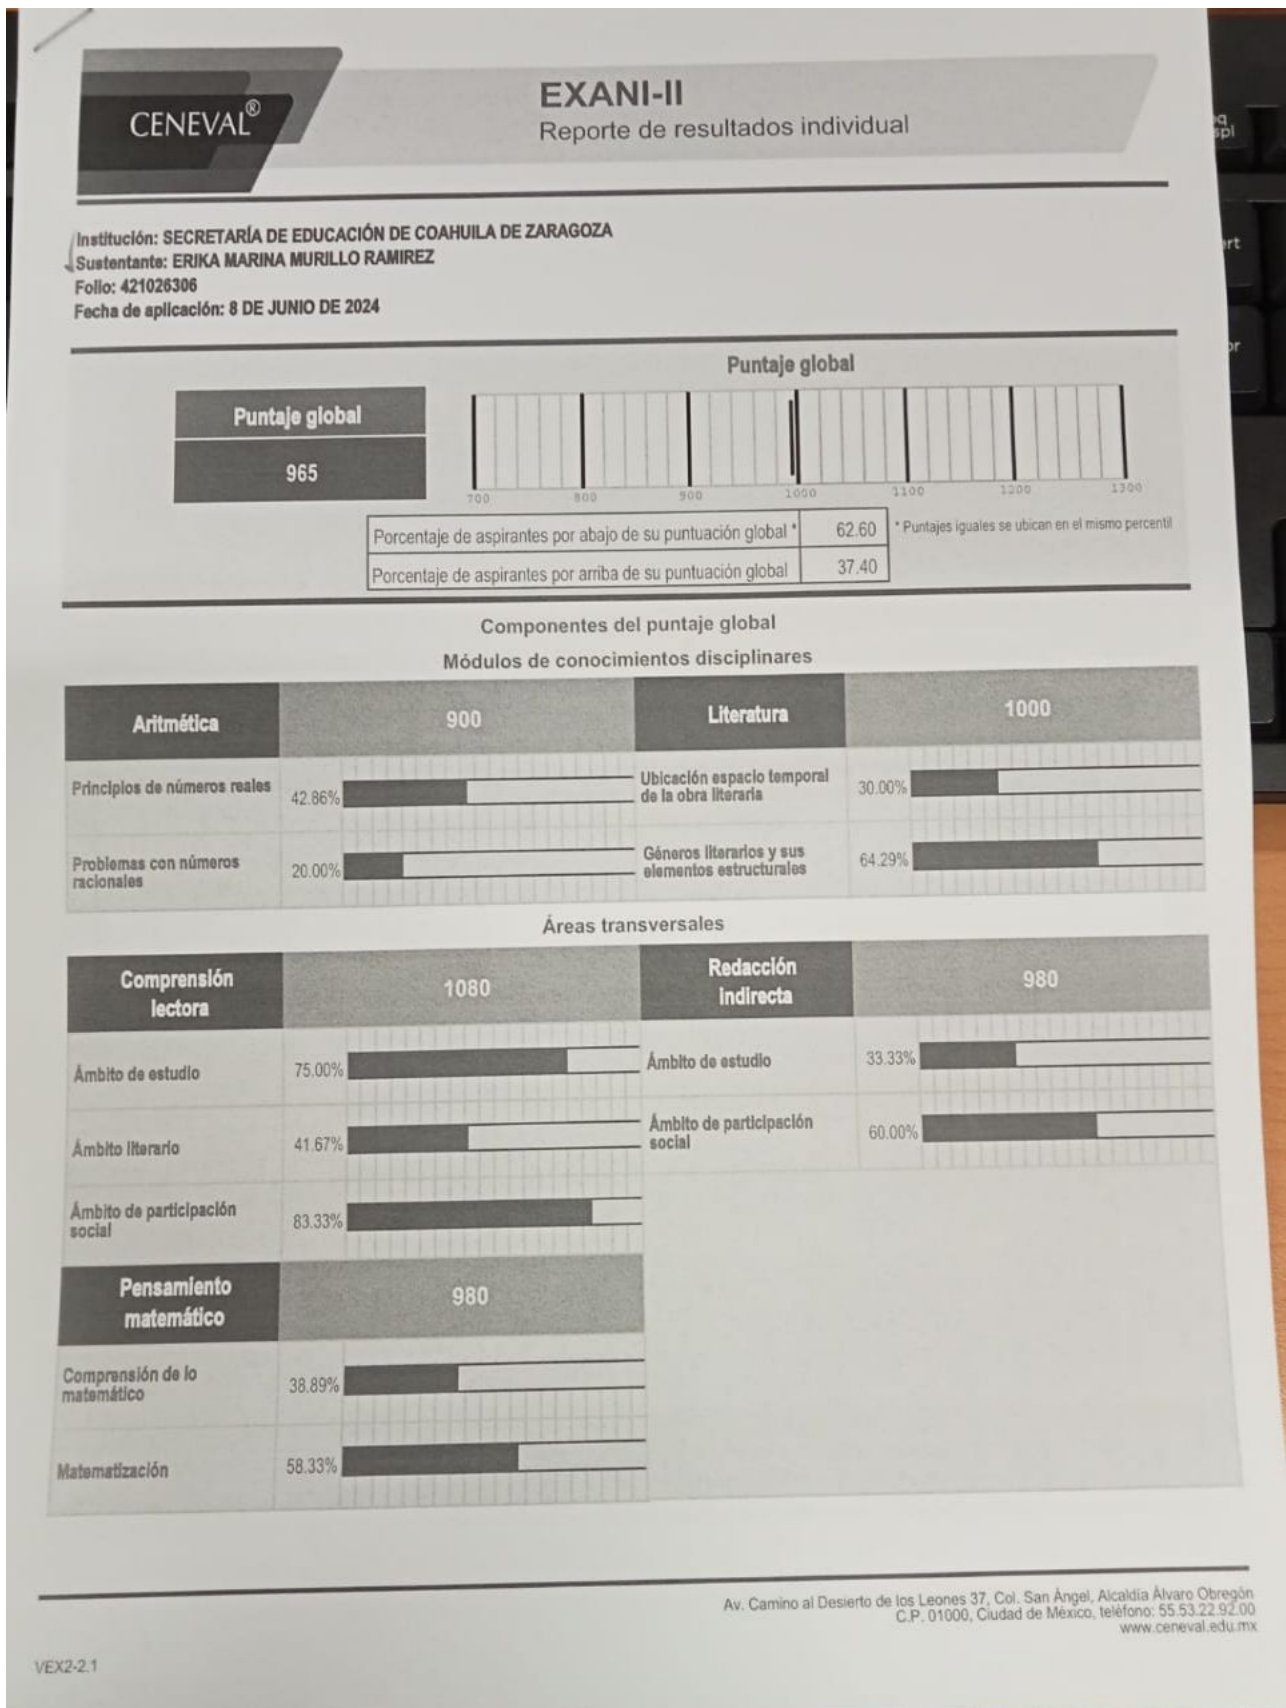 CENEVAL®
EXANI-II
Reporte de resultados individual
Institución: SECRETARÍA DE EDUCACIÓN DE COAHUILA DE ZARAGOZA
Sustentante: ERIKA MARINA MURILLO RAMIREZ
Folio: 421026306
Fecha de aplicación: 8 DE JUNIO DE 2024
Puntaje global
Puntaje global
965
700 800 900 1000 1100 1200 1300
Porcentaje de aspirantes por abajo de su puntuación global * 62.60
* Puntajes iguales se ubican en el mismo percentil
Porcentaje de aspirantes por arriba de su puntuación global 37.40
Componentes del puntaje global
Módulos de conocimientos disciplinares
Aritmética 900
Principios de números reales 42.86%
Problemas con números
racionales 20.00%
Literatura 1000
Ubicación espacio temporal
de la obra literaria 30.00%
Géneros literarios y sus
elementos estructurales 64.29%
Áreas transversales
Comprensión
lectora 1080
Ámbito de estudio 75.00%
Ámbito literario 41.67%
Ámbito de participación
social 83.33%
Redacción
indirecta 980
Ámbito de estudio 33.33%
Ámbito de participación
social 60.00%
Pensamiento
matemático 980
Comprensión de lo
matemático 38.89%
Matematización 58.33%
Av. Camino al Desierto de los Leones 37, Col. San Ángel, Alcaldía Álvaro Obregón
C.P. 01000, Ciudad de México, teléfono: 55.53.22.92.00
www.ceneval.edu.mx
VEX2-2.1